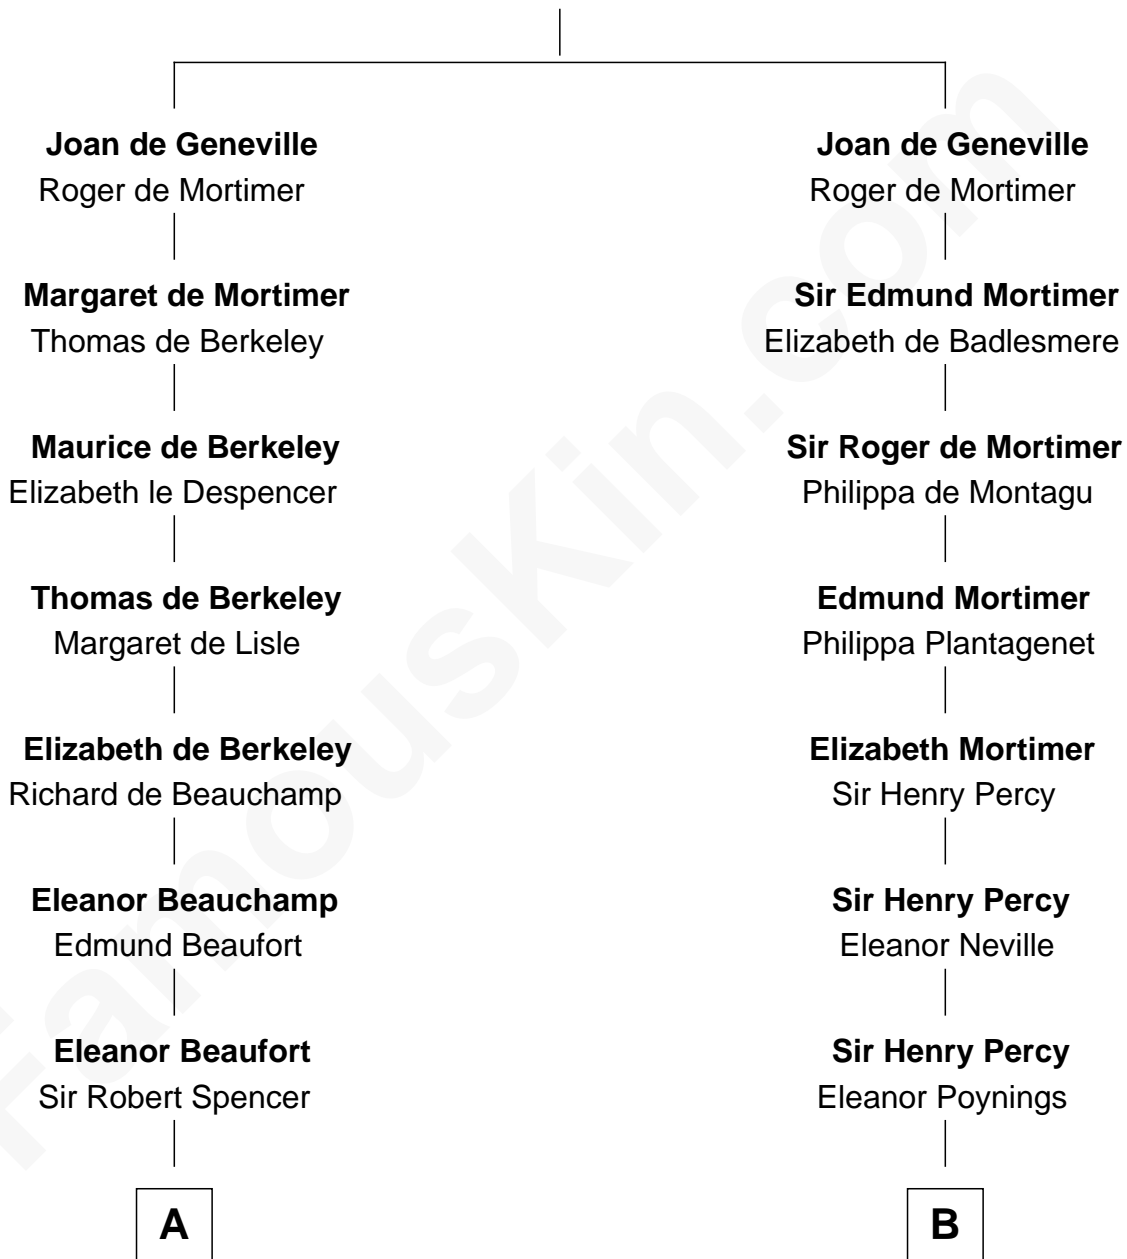 Joan de Geneville
Roger de Mortimer
Margaret de Mortimer
Thomas de Berkeley
Maurice de Berkeley
Elizabeth le Despencer
Thomas de Berkeley
Margaret de Lisle
Elizabeth de Berkeley
Richard de Beauchamp
Eleanor Beauchamp
Edmund Beaufort
Eleanor Beaufort
Sir Robert Spencer
A
Joan de Geneville
Roger de Mortimer
Sir Edmund Mortimer
Elizabeth de Badlesmere
Sir Roger de Mortimer
Philippa de Montagu
Edmund Mortimer
Philippa Plantagenet
Elizabeth Mortimer
Sir Henry Percy
Sir Henry Percy
Eleanor Neville
Sir Henry Percy
Eleanor Poynings
B
FamousKin.com